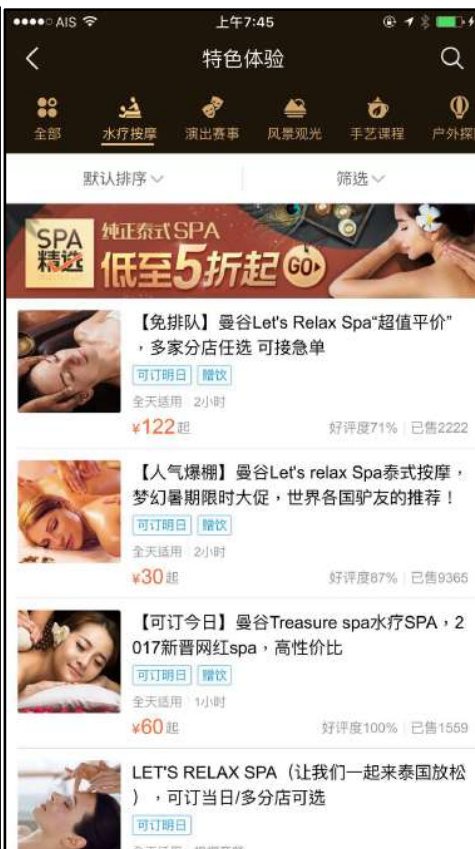 AIS 上午7:45
特色体验
全部 水疗按摩 演出赛事 风景观光 手艺课程 户外探
默认排序 筛选
SPA 精选
纯正泰式SPA
低至5折起 GO
【免排队】曼谷Let's Relax Spa“超值平价”
，多家分店任选 可接急单
可订明日 赠饮
全天适用 2小时
¥122起 好评度71% 已售2222
【人气爆棚】曼谷Let's relax Spa泰式按摩，
梦幻暑期限时大促，世界各国驴友的推荐！
可订明日 赠饮
全天适用 2小时
¥30起 好评度87% 已售9365
【可订今日】曼谷Treasure spa水疗SPA，2
017新晋网红spa，高性价比
可订明日 赠饮
全天适用 1小时
¥60起 好评度100% 已售1559
LET'S RELAX SPA（让我们一起来泰国放松
），可订当日/多分店可选
可订明日